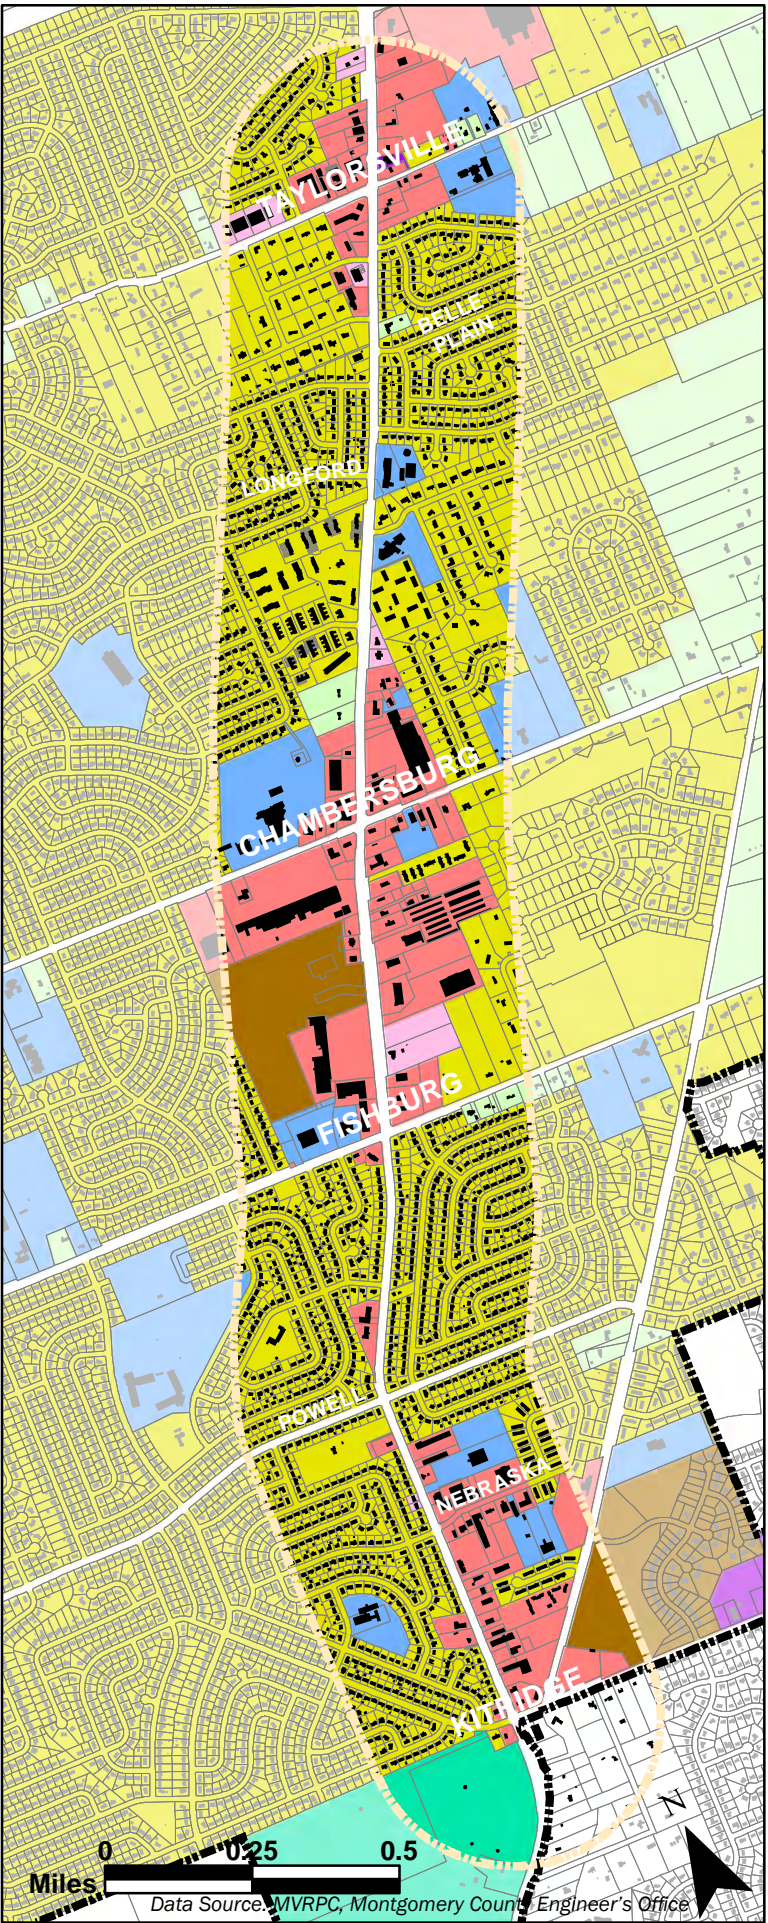 TAYLORSVILLE
BELLE
PLAIN
LONGFORD
CHAMBERSBURG
FISHBURG
POWELL
NEBRASKA
KITRIDGE
N
0 0.25 0.5
Miles
Data Source: MVRPC, Montgomery County Engineer's Office